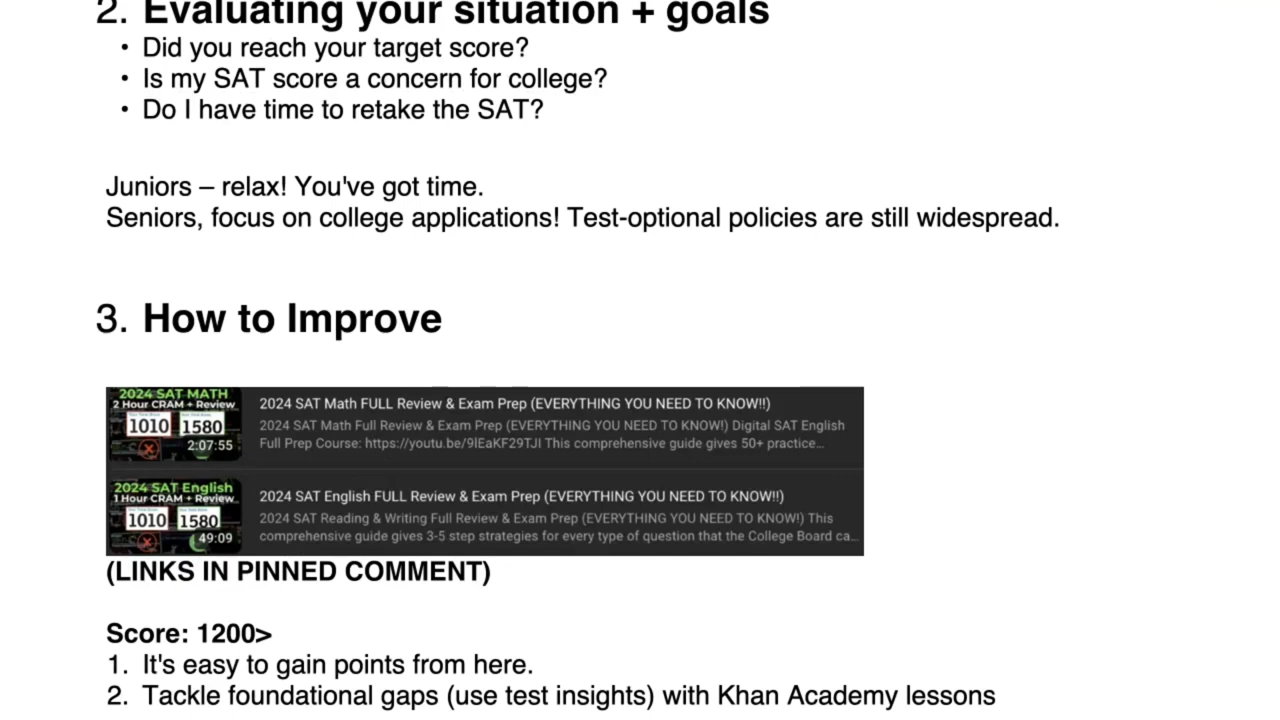 2. Evaluating your situation + goals
• Did you reach your target score?
• Is my SAT score a concern for college?
• Do I have time to retake the SAT?
Juniors – relax! You've got time.
Seniors, focus on college applications! Test-optional policies are still widespread.
3. How to Improve
2024 SAT MATH
2 Hour CRAM + Review
1010 1580
2:07:55
2024 SAT Math FULL Review & Exam Prep (EVERYTHING YOU NEED TO KNOW!!)
2024 SAT Math Full Review & Exam Prep (EVERYTHING YOU NEED TO KNOW!) Digital SAT English
Full Prep Course: https://youtu.be/9lEaKF29TJI This comprehensive guide gives 50+ practice...
2024 SAT English
1 Hour CRAM + Review
1010 1580
49:09
2024 SAT English FULL Review & Exam Prep (EVERYTHING YOU NEED TO KNOW!!)
2024 SAT Reading & Writing Full Review & Exam Prep (EVERYTHING YOU NEED TO KNOW!) This
comprehensive guide gives 3-5 step strategies for every type of question that the College Board ca...
(LINKS IN PINNED COMMENT)
Score: 1200>
1. It's easy to gain points from here.
2. Tackle foundational gaps (use test insights) with Khan Academy lessons